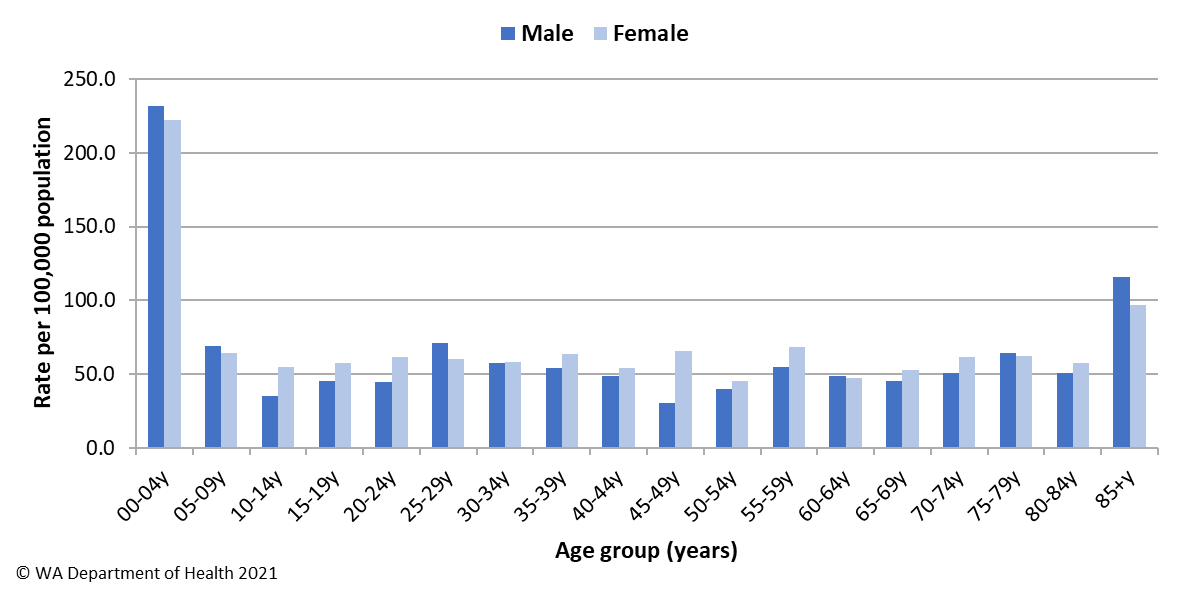 Male Female
Rate per 100,000 population
250.0
200.0
150.0
100.0
50.0
0.0
00-04y 05-09y 10-14y 15-19y 20-24y 25-29y 30-34y 35-39y 40-44y 45-49y 50-54y 55-59y 60-64y 65-69y 70-74y 75-79y 80-84y 85+y
Age group (years)
© WA Department of Health 2021